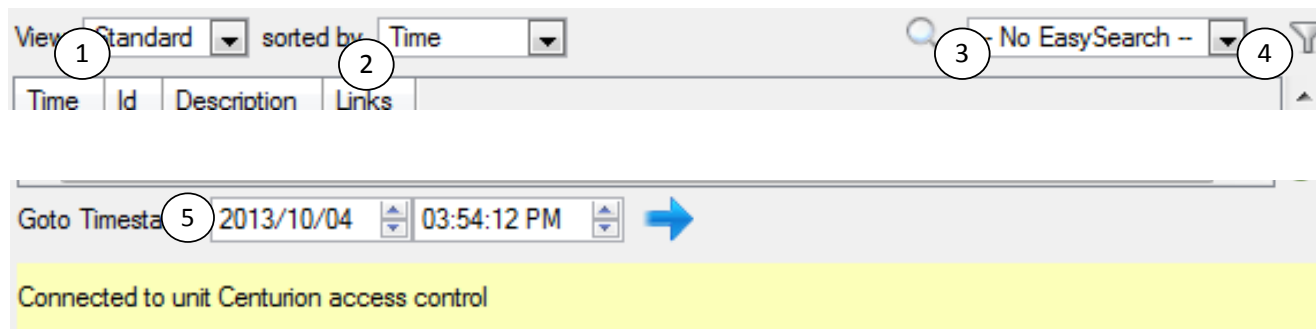 View 1 Standard sorted by 2 Time 3 -- No EasySearch -- 4
Time Id Description Links
Goto 5 2013/10/04 03:54:12 PM
Connected to unit Centurion access control